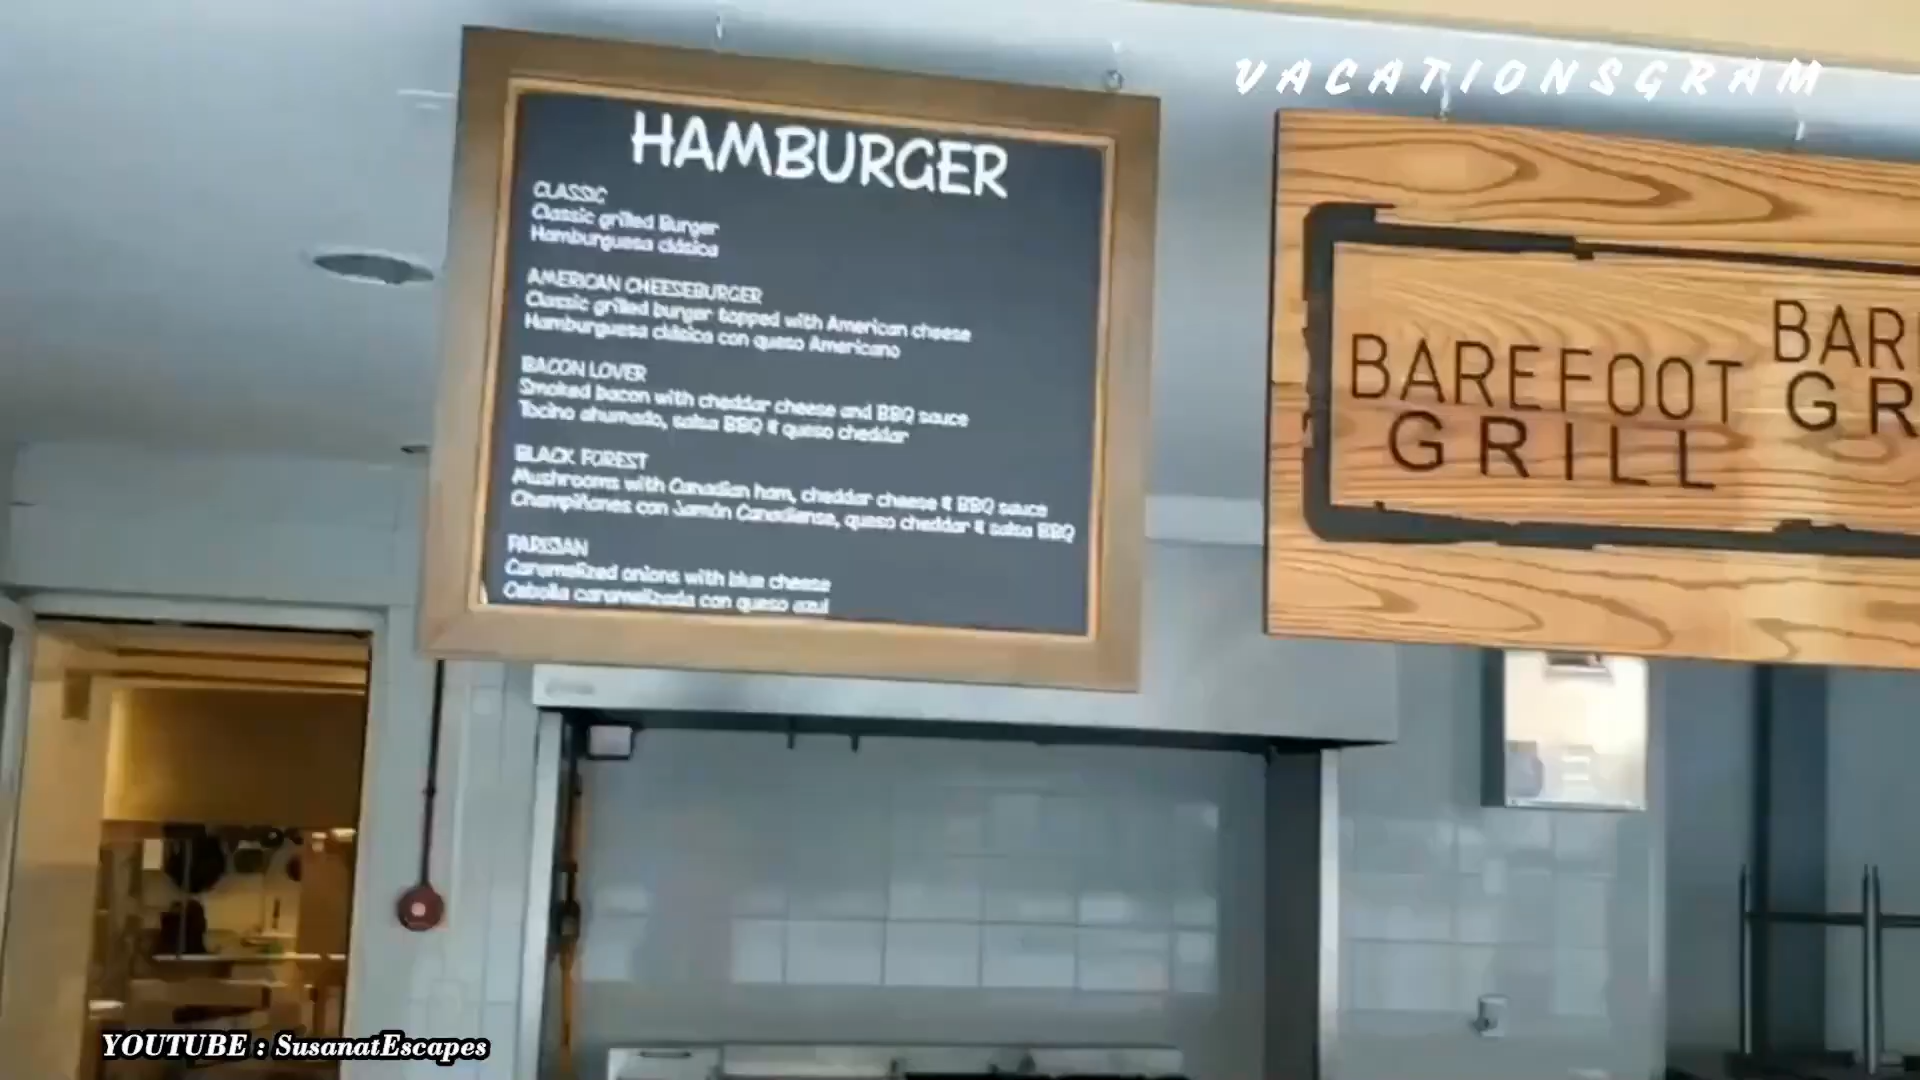 VACATIONSGRAM
HAMBURGER
CLASSIC
Classic grilled Burger
Hamburguesa clásica
AMERICAN CHEESEBURGER
Classic grilled burger topped with American cheese
Hamburguesa clásica con queso Americano
BACON LOVER
Smoked bacon with cheddar cheese and BBQ sauce
Tocino ahumado, salsa BBQ & queso cheddar
BLACK FOREST
Mushrooms with Canadian ham, cheddar cheese & BBQ sauce
Champiñones con Jamón Canadiense, queso cheddar & salsa BBQ
PARISIAN
Caramelized onions with blue cheese
Cebolla caramelizada con queso azul
BAREFOOT
GRILL
BAR
GR
YOUTUBE : SusanatEscapes